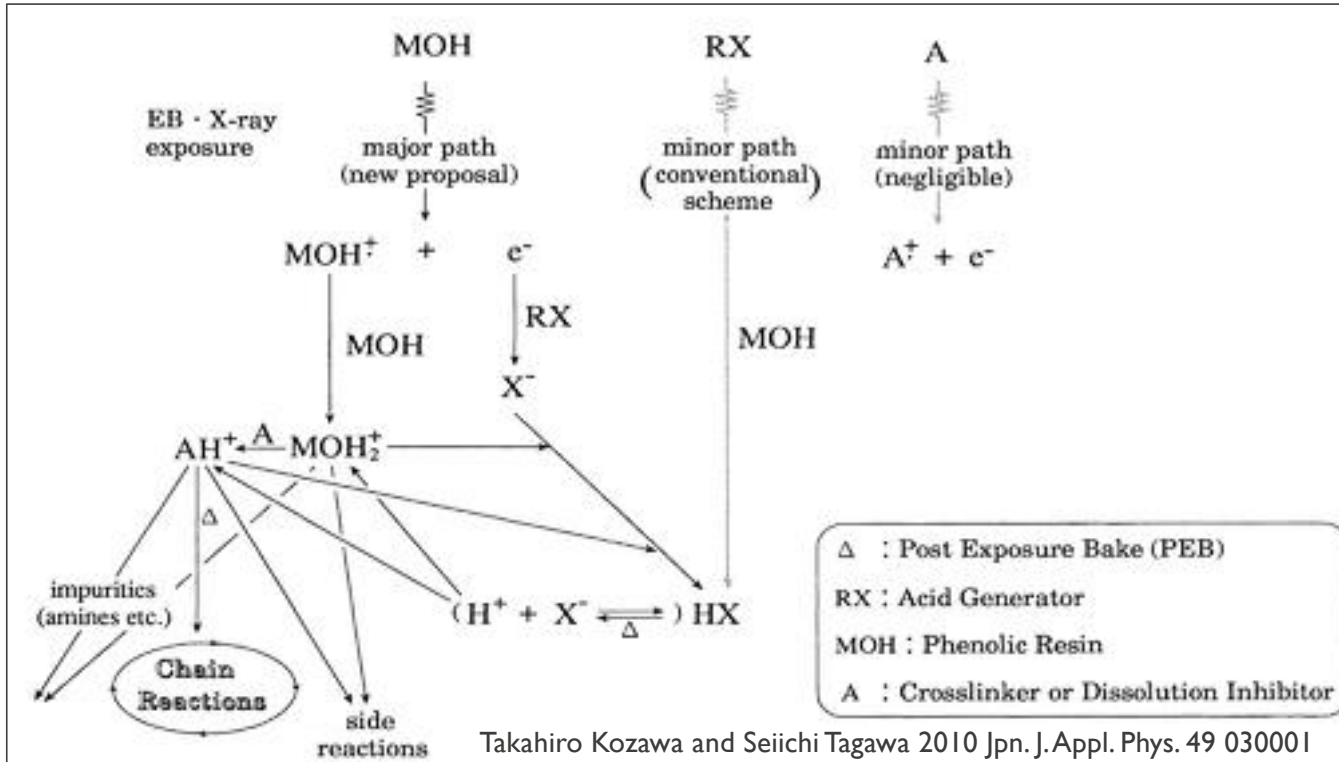 MOH RX A
EB · X-ray
exposure
major path
(new proposal)
minor path
(conventional)
scheme
minor path
(negligible)
MOH⁺· + e⁻
A⁺· + e⁻
RX
MOH
MOH
X⁻
AH⁺ A MOH₂⁺
Δ
impurities
(amines etc.)
(H⁺ + X⁻ ⇌ ) HX
Δ
Chain
Reactions
side
reactions
Δ : Post Exposure Bake (PEB)
RX : Acid Generator
MOH : Phenolic Resin
A : Crosslinker or Dissolution Inhibitor
Takahiro Kozawa and Seiichi Tagawa 2010 Jpn. J. Appl. Phys. 49 030001